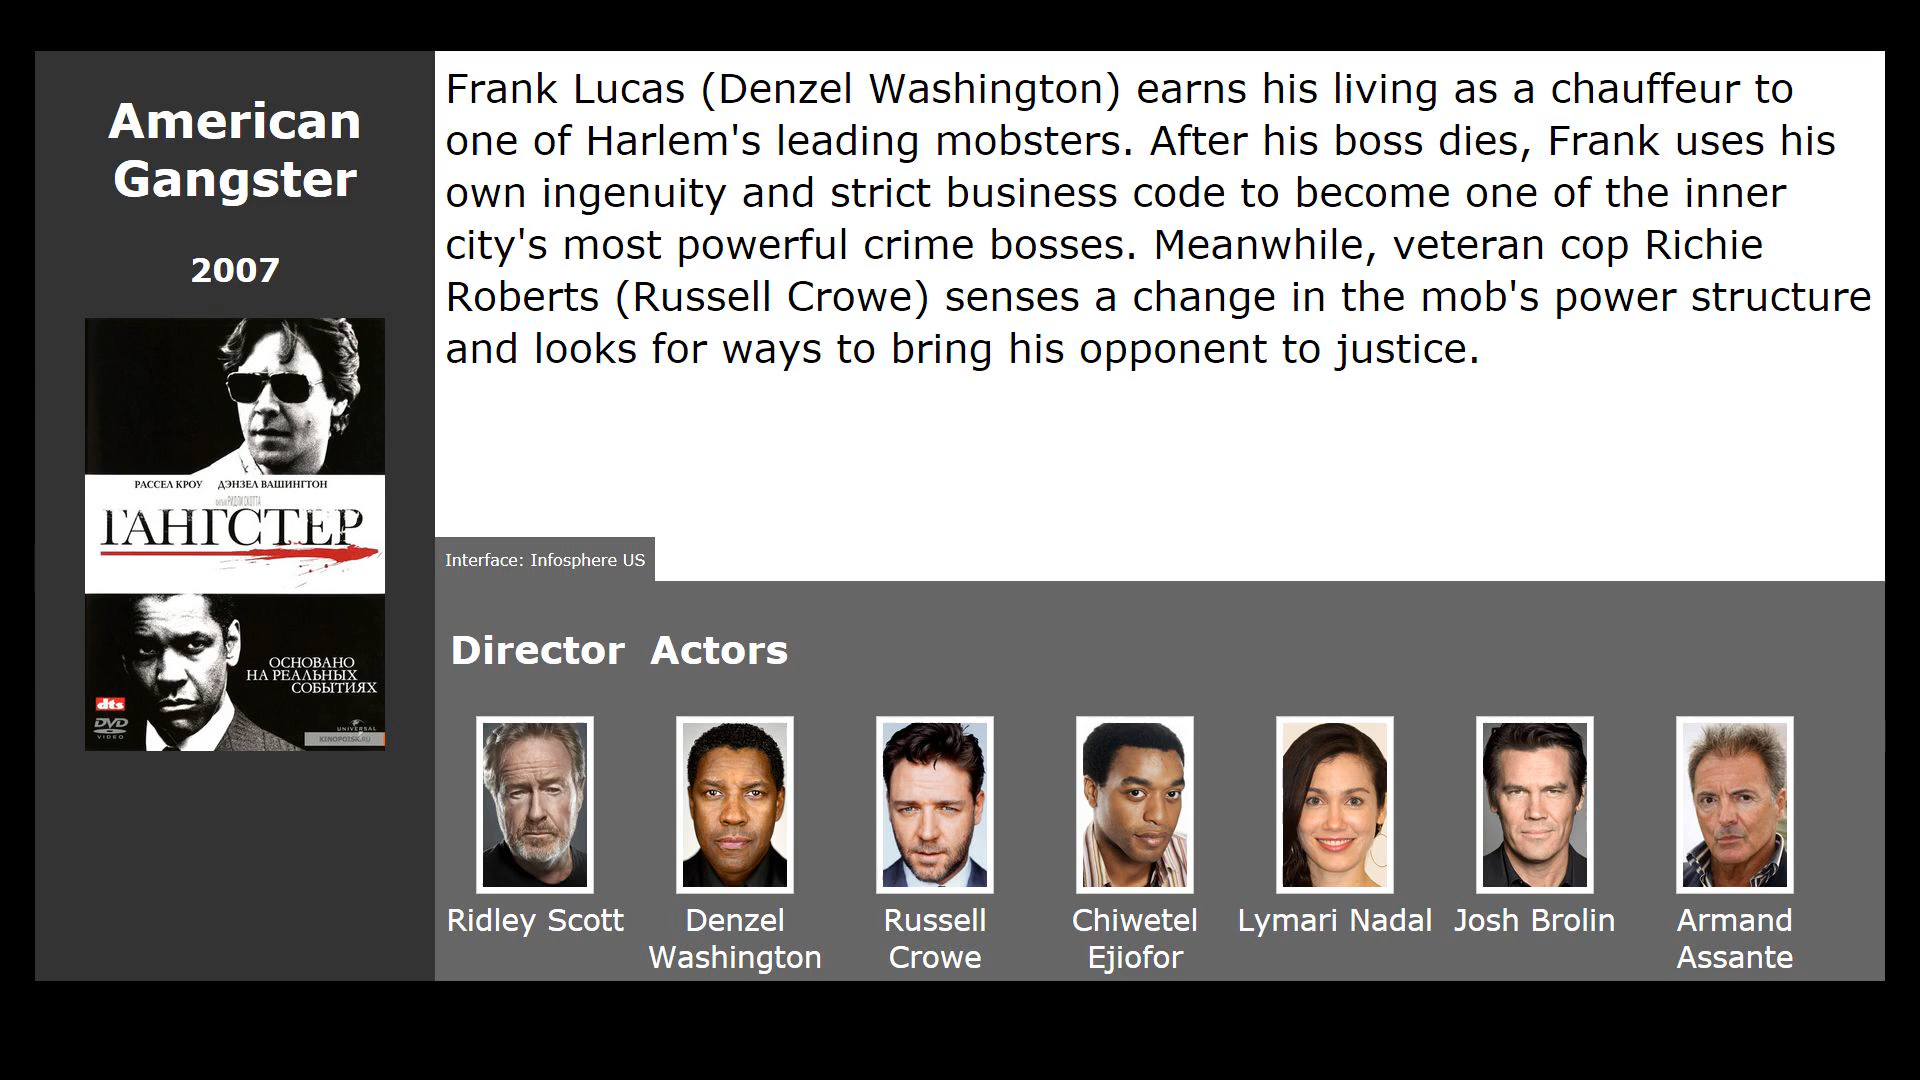 American
Gangster
2007
РАССЕЛ КРОУ ДЭНЗЕЛ ВАШИНГТОН
ГАНГСТЕР
ОСНОВАНО
НА РЕАЛЬНЫХ
СОБЫТИЯХ
dts
DVD
VIDEO
UNIVERSAL
KINOPOISK.RU
Frank Lucas (Denzel Washington) earns his living as a chauffeur to
one of Harlem's leading mobsters. After his boss dies, Frank uses his
own ingenuity and strict business code to become one of the inner
city's most powerful crime bosses. Meanwhile, veteran cop Richie
Roberts (Russell Crowe) senses a change in the mob's power structure
and looks for ways to bring his opponent to justice.
Interface: Infosphere US
Director Actors
Ridley Scott
Denzel
Washington
Russell
Crowe
Chiwetel
Ejiofor
Lymari Nadal
Josh Brolin
Armand
Assante